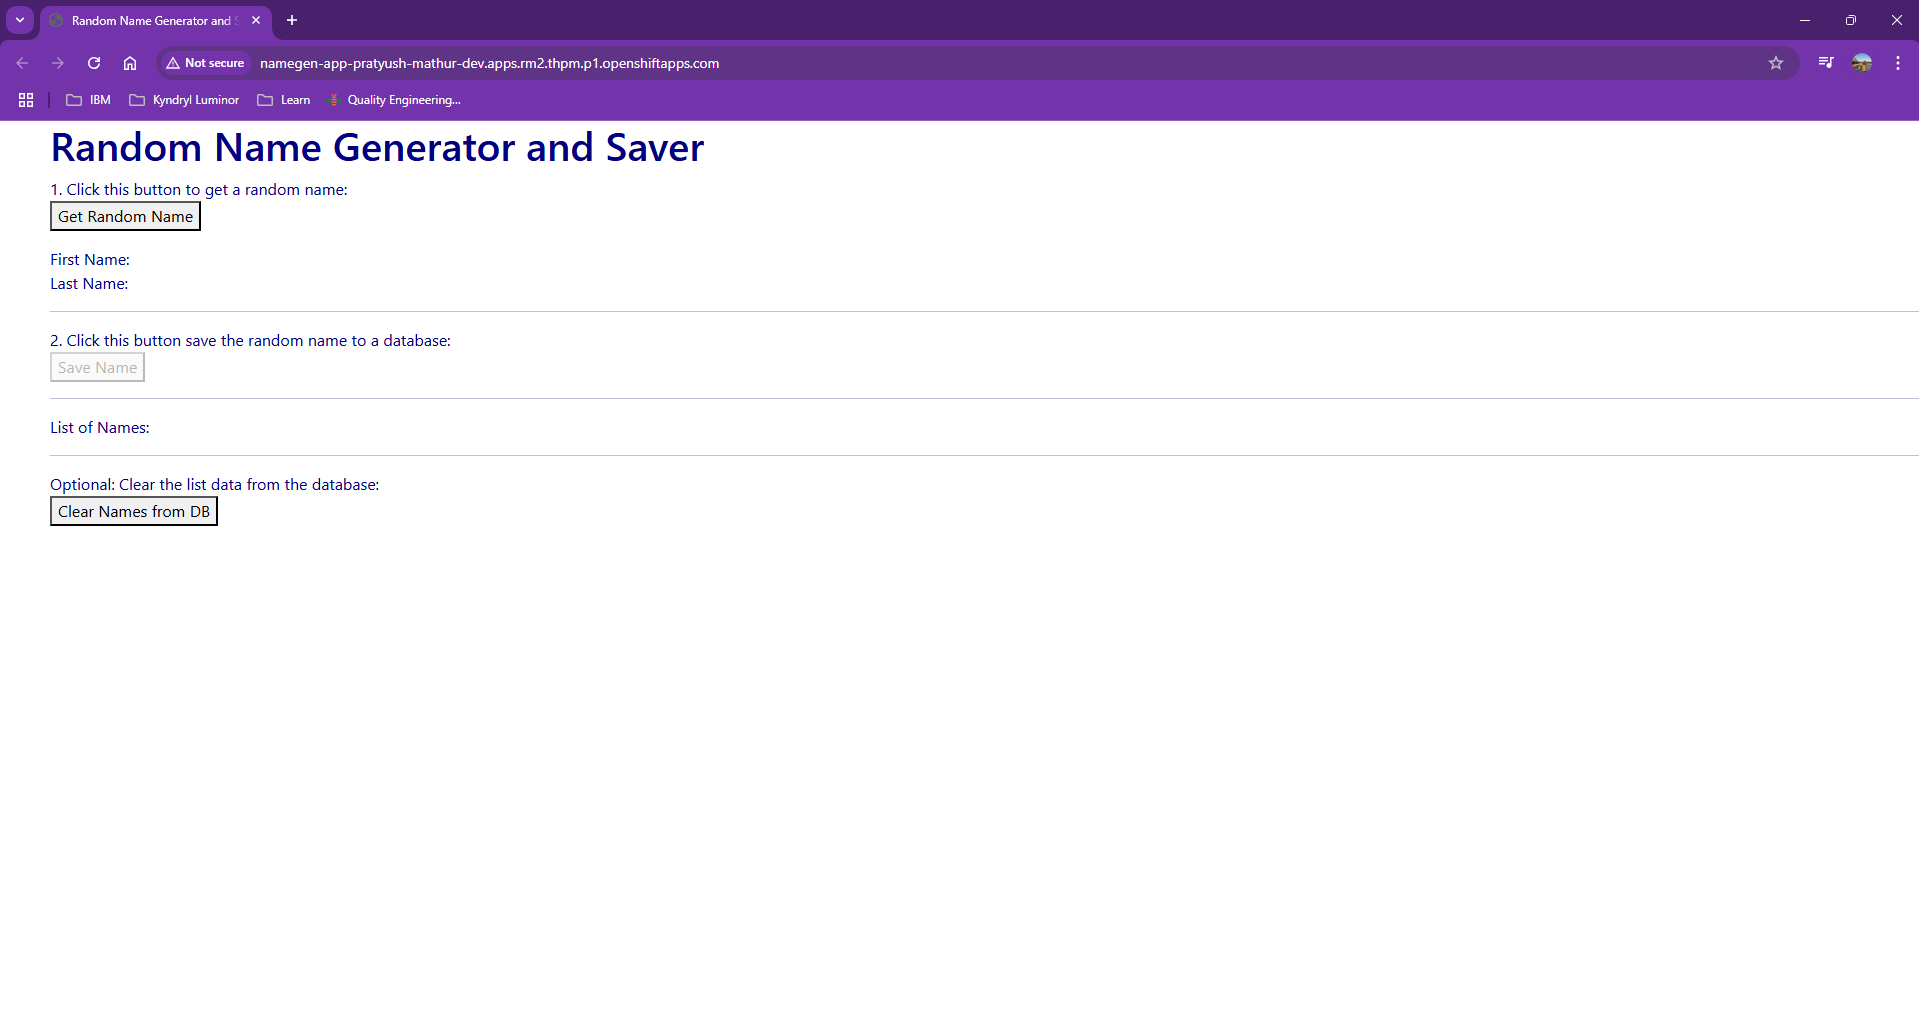 Random Name Generator and S
Not secure
namegen-app-pratyush-mathur-dev.apps.rm2.thpm.p1.openshiftapps.com
IBM
Kyndryl Luminor
Learn
Quality Engineering...
Random Name Generator and Saver
1. Click this button to get a random name:
Get Random Name
First Name:
Last Name:
2. Click this button save the random name to a database:
Save Name
List of Names:
Optional: Clear the list data from the database:
Clear Names from DB